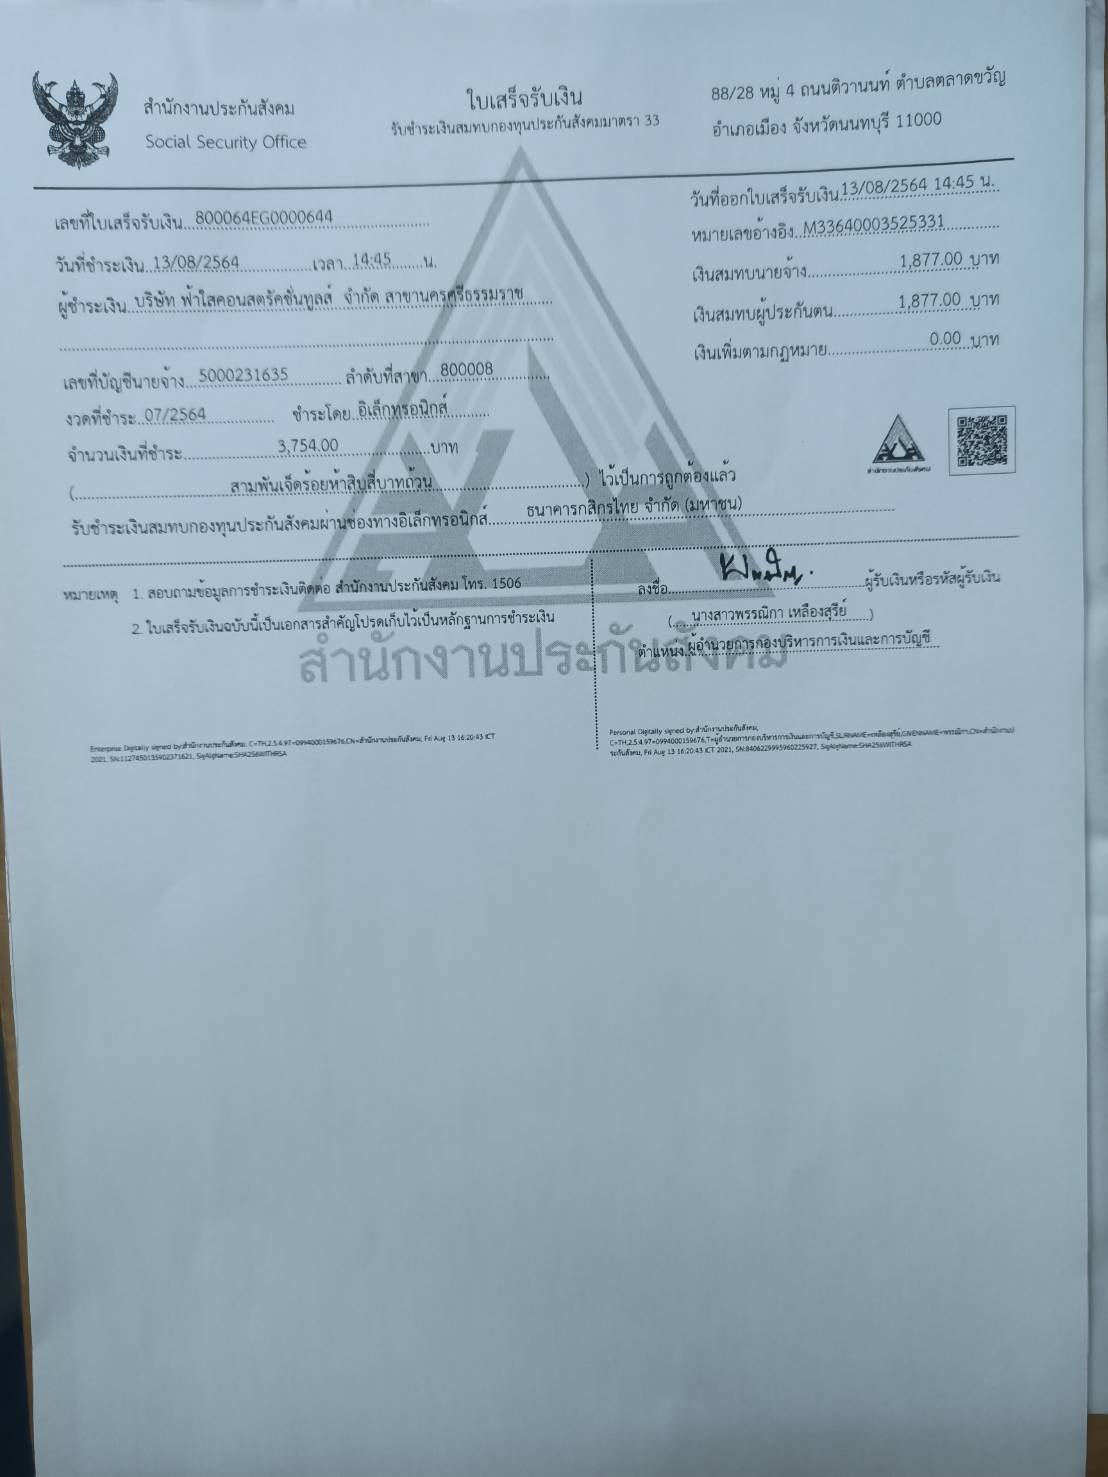 สำนักงานประกันสังคม
Social Security Office
ใบเสร็จรับเงิน
รับชำระเงินสมทบกองทุนประกันสังคมมาตรา 33
88/28 หมู่ 4 ถนนติวานนท์ ตำบลตลาดขวัญ
อำเภอเมือง จังหวัดนนทบุรี 11000
วันที่ออกใบเสร็จรับเงิน 13/08/2564 14:45 น.
เลขที่ใบเสร็จรับเงิน 800064EG0000644
หมายเลขอ้างอิง M33640003525331
วันที่ชำระเงิน 13/08/2564 เวลา 14:45 น.
เงินสมทบนายจ้าง 1,877.00 บาท
ผู้ชำระเงิน บริษัท ฟ้าใสคอนสตรัคชั่นทูลส์ จำกัด สาขานครศรีธรรมราช
เงินสมทบผู้ประกันตน 1,877.00 บาท
เงินเพิ่มตามกฎหมาย 0.00 บาท
เลขที่บัญชีนายจ้าง 5000231635 ลำดับที่สาขา 800008
งวดที่ชำระ 07/2564 ชำระโดย อิเล็กทรอนิกส์
จำนวนเงินที่ชำระ 3,754.00 บาท
สำนักงานประกันสังคม
( สามพันเจ็ดร้อยห้าสิบสี่บาทถ้วน ) ไว้เป็นการถูกต้องแล้ว
รับชำระเงินสมทบกองทุนประกันสังคมผ่านช่องทางอิเล็กทรอนิกส์ ธนาคารกสิกรไทย จำกัด (มหาชน)
หมายเหตุ 1. สอบถามข้อมูลการชำระเงินติดต่อ สำนักงานประกันสังคม โทร. 1506
2. ใบเสร็จรับเงินฉบับนี้เป็นเอกสารสำคัญโปรดเก็บไว้เป็นหลักฐานการชำระเงิน
ลงชื่อ ผู้รับเงินหรือรหัสผู้รับเงิน
( นางสาวพรรณิกา เหลืองสุรีย์ )
ตำแหน่ง ผู้อำนวยการกองบริหารการเงินและการบัญชี
สำนักงานประกันสังคม
Enterprise Digitally signed by:สำนักงานประกันสังคม, C=TH,2.5.4.97=0994000159676,CN=สำนักงานประกันสังคม, Fri Aug 13 16:20:43 ICT
2021, SN:1127450135902371621, SigAlgName:SHA256WITHRSA
Personal Digitally signed by:สำนักงานประกันสังคม,
C=TH,2.5.4.97=0994000159676,T=ผู้อำนวยการกองบริหารการเงินและการบัญชี,SURNAME=เหลืองสุรีย์,GIVENNAME=พรรณิกา,CN=สำนักงานป
ระกันสังคม, Fri Aug 13 16:20:43 ICT 2021, SN:8406229995960225927, SigAlgName:SHA256WITHRSA